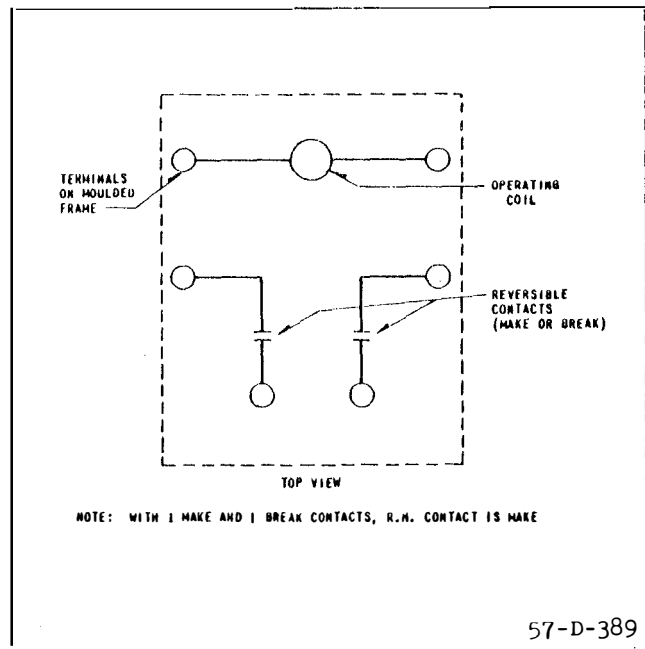 TERMINALS
ON MOULDED
FRAME
OPERATING
COIL
REVERSIBLE
CONTACTS
(MAKE OR BREAK)
TOP VIEW
NOTE: WITH 1 MAKE AND 1 BREAK CONTACTS, R.H. CONTACT IS MAKE
57-D-389